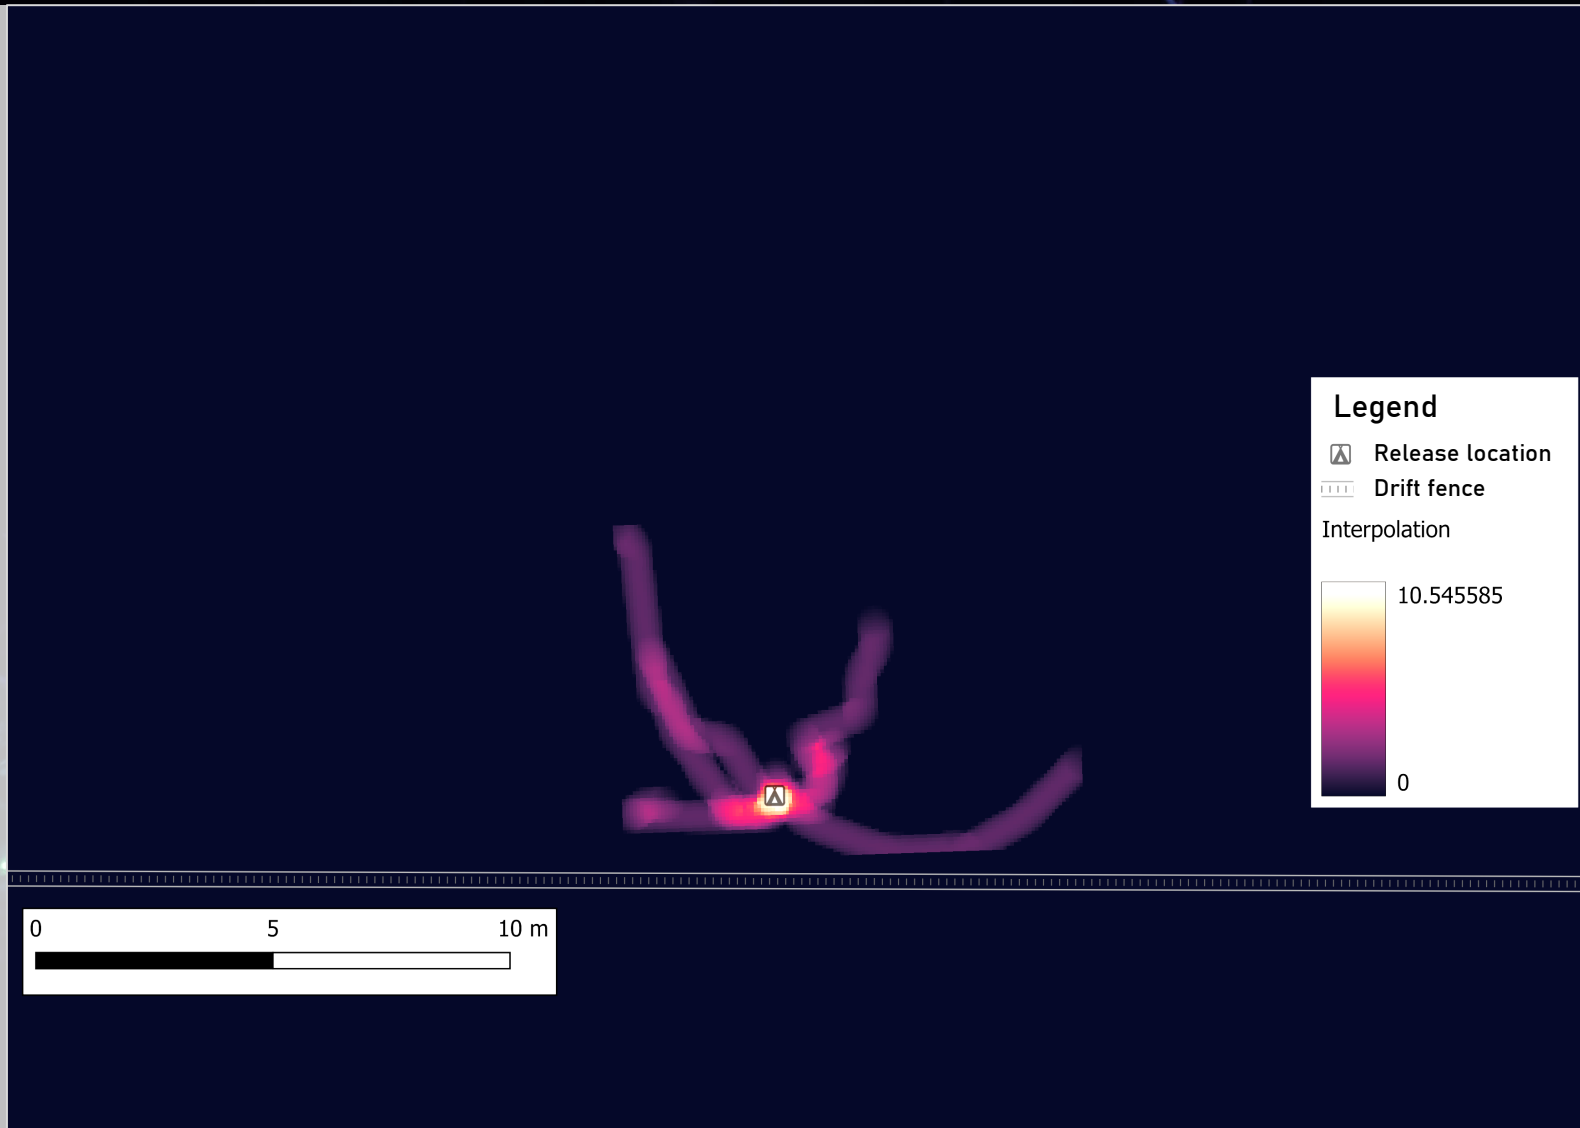 Legend
Release location
Drift fence
Interpolation
10.545585
0
0 5 10 m